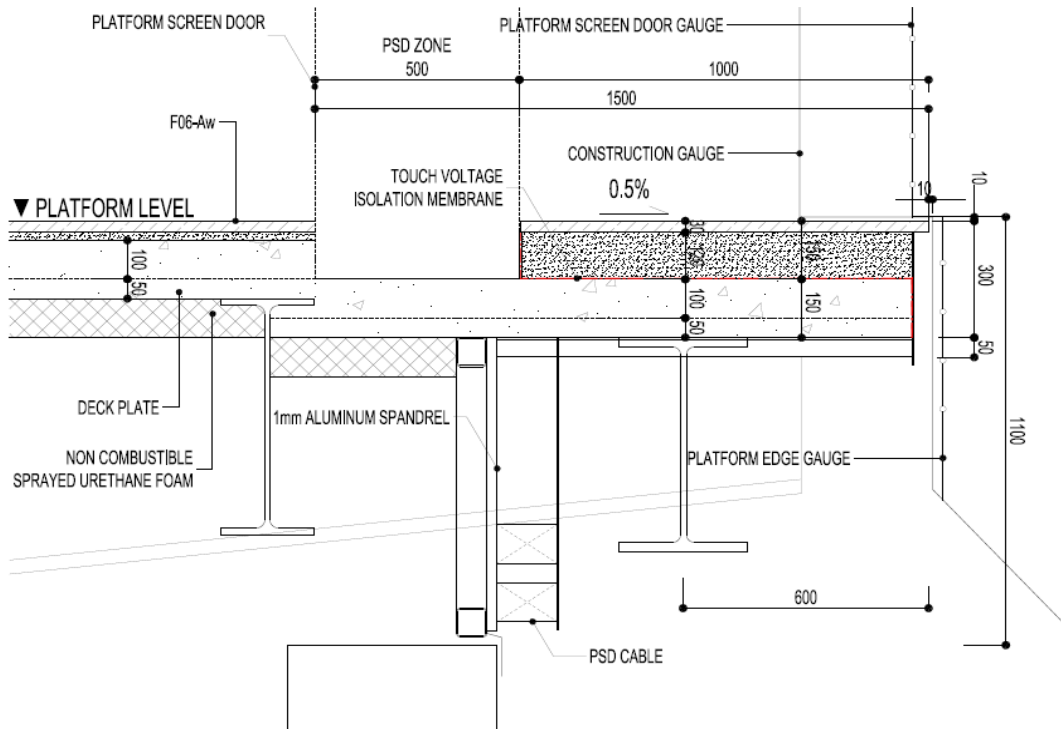 PLATFORM SCREEN DOOR
PLATFORM SCREEN DOOR GAUGE
PSD ZONE
500
1000
1500
F06-Aw
CONSTRUCTION GAUGE
TOUCH VOLTAGE
ISOLATION MEMBRANE
0.5%
10
10
▼ PLATFORM LEVEL
100
50
100
50
150
300
50
1100
DECK PLATE
1mm ALUMINUM SPANDREL
NON COMBUSTIBLE
SPRAYED URETHANE FOAM
PLATFORM EDGE GAUGE
600
PSD CABLE